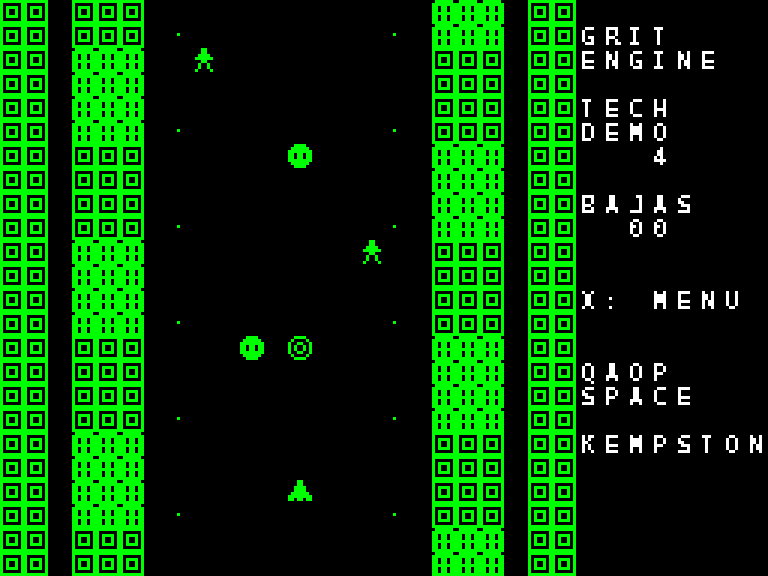 GRIT
ENGINE
TECH
DEMO
4
BAJAS
00
X: MENU
QAOP
SPACE
KEMPSTON